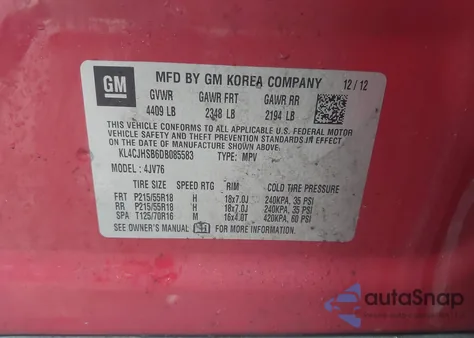 GM
MFD BY GM KOREA COMPANY 12/12
GVWR GAWR FRT GAWR RR
4409 LB 2348 LB 2194 LB
THIS VEHICLE CONFORMS TO ALL APPLICABLE U.S. FEDERAL MOTOR
VEHICLE SAFETY AND THEFT PREVENTION STANDARDS IN EFFECT
ON THE DATE OF MANUFACTURE SHOWN ABOVE.
KL4CJHSB6DB085583 TYPE: MPV
MODEL: 4JV76
TIRE SIZE SPEED RTG RIM COLD TIRE PRESSURE
FRT P215/55R18 H 18x7.0J 240KPA, 35 PSI
RR P215/55R18 H 18x7.0J 240KPA, 35 PSI
SPA T125/70R16 M 16x4.0T 420KPA, 60 PSI
SEE OWNER'S MANUAL FOR MORE INFORMATION.
autoSnap